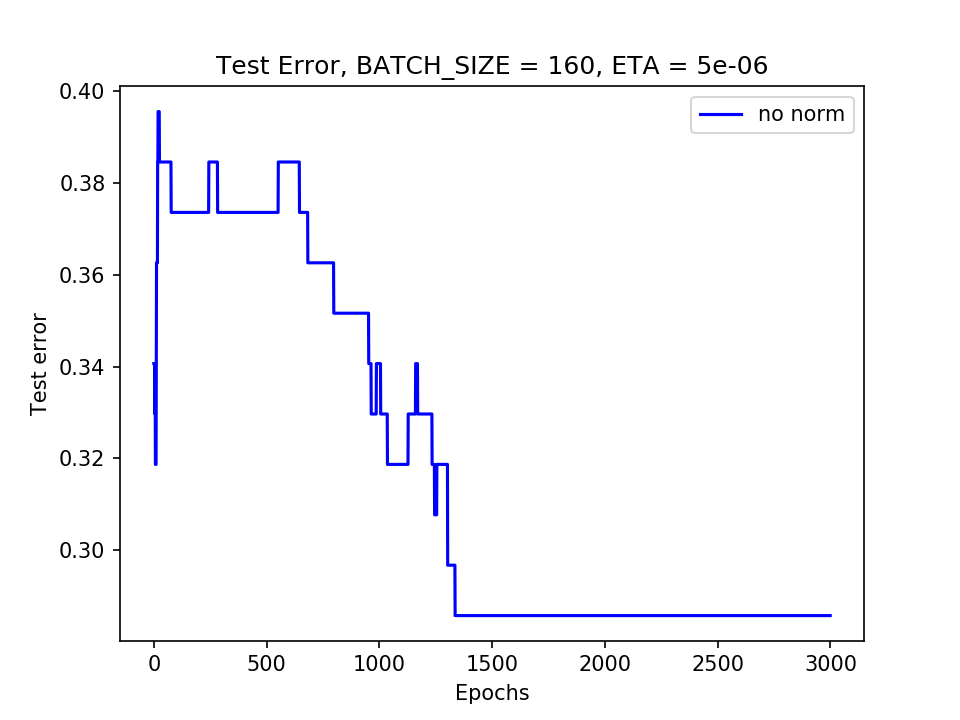 Test Error, BATCH_SIZE = 160, ETA = 5e-06
no norm
Test error
0.40
0.38
0.36
0.34
0.32
0.30
0 500 1000 1500 2000 2500 3000
Epochs